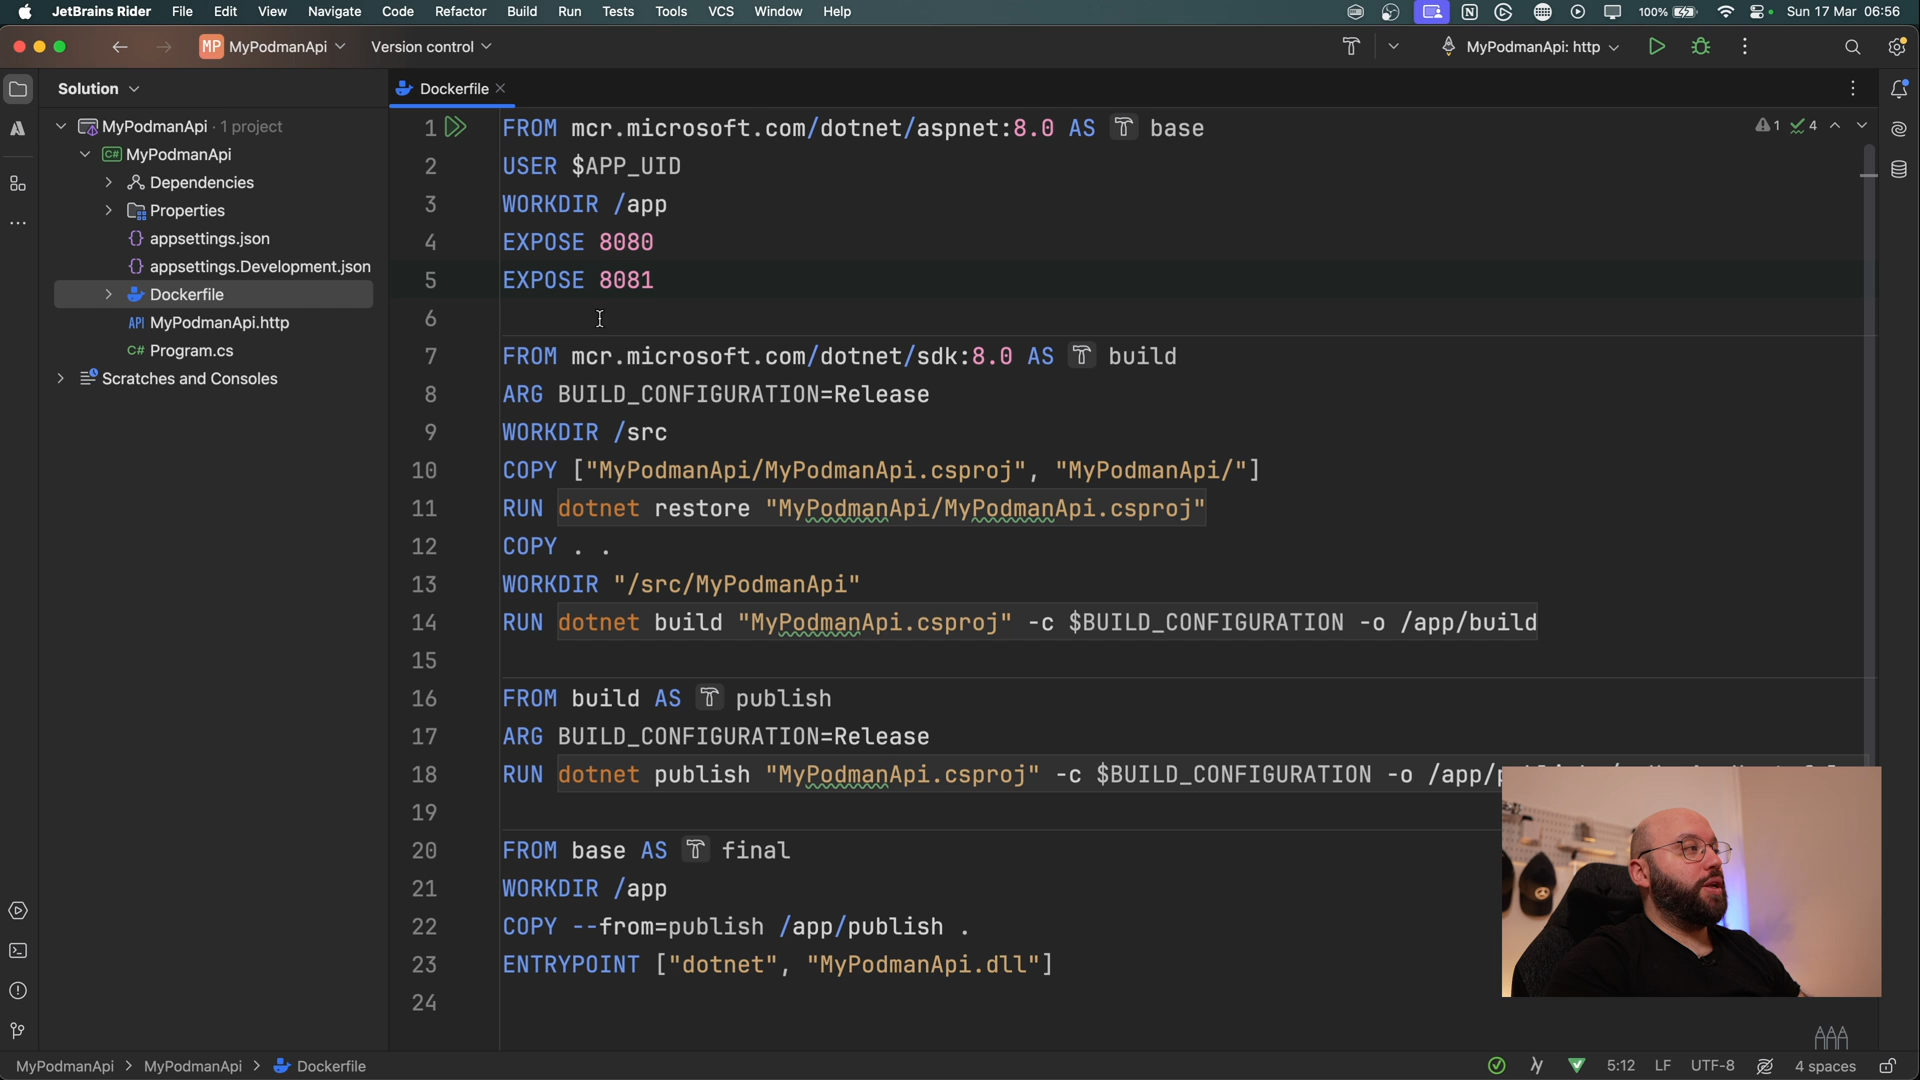 JetBrains Rider File Edit View Navigate Code Refactor Build Run Tests Tools VCS Window Help 100% Sun 17 Mar 06:56
MP MyPodmanApi Version control MyPodmanApi: http
Solution Dockerfile
MyPodmanApi · 1 project
C# MyPodmanApi
Dependencies
Properties
appsettings.json
appsettings.Development.json
Dockerfile
API MyPodmanApi.http
C# Program.cs
Scratches and Consoles
1 4
1 FROM mcr.microsoft.com/dotnet/aspnet:8.0 AS base
2 USER $APP_UID
3 WORKDIR /app
4 EXPOSE 8080
5 EXPOSE 8081
6
7 FROM mcr.microsoft.com/dotnet/sdk:8.0 AS build
8 ARG BUILD_CONFIGURATION=Release
9 WORKDIR /src
10 COPY ["MyPodmanApi/MyPodmanApi.csproj", "MyPodmanApi/"]
11 RUN dotnet restore "MyPodmanApi/MyPodmanApi.csproj"
12 COPY . .
13 WORKDIR "/src/MyPodmanApi"
14 RUN dotnet build "MyPodmanApi.csproj" -c $BUILD_CONFIGURATION -o /app/build
15
16 FROM build AS publish
17 ARG BUILD_CONFIGURATION=Release
18 RUN dotnet publish "MyPodmanApi.csproj" -c $BUILD_CONFIGURATION -o /app/
19
20 FROM base AS final
21 WORKDIR /app
22 COPY --from=publish /app/publish .
23 ENTRYPOINT ["dotnet", "MyPodmanApi.dll"]
24
MyPodmanApi > MyPodmanApi > Dockerfile 5:12 LF UTF-8 4 spaces